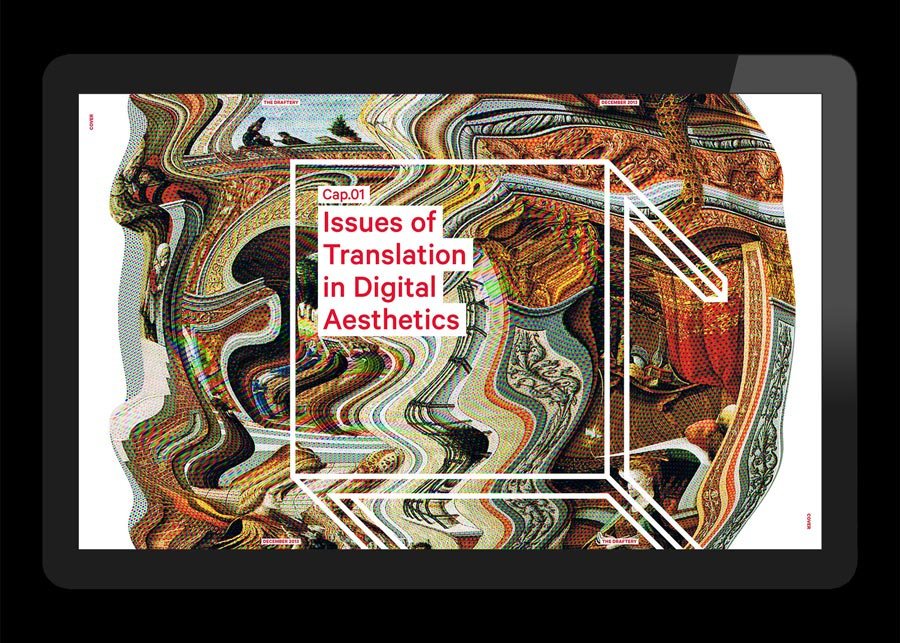 THE DRAFTERY
DECEMBER 2013
COVER
Cap.01
Issues of
Translation
in Digital
Aesthetics
COVER
DECEMBER 2013
THE DRAFTERY